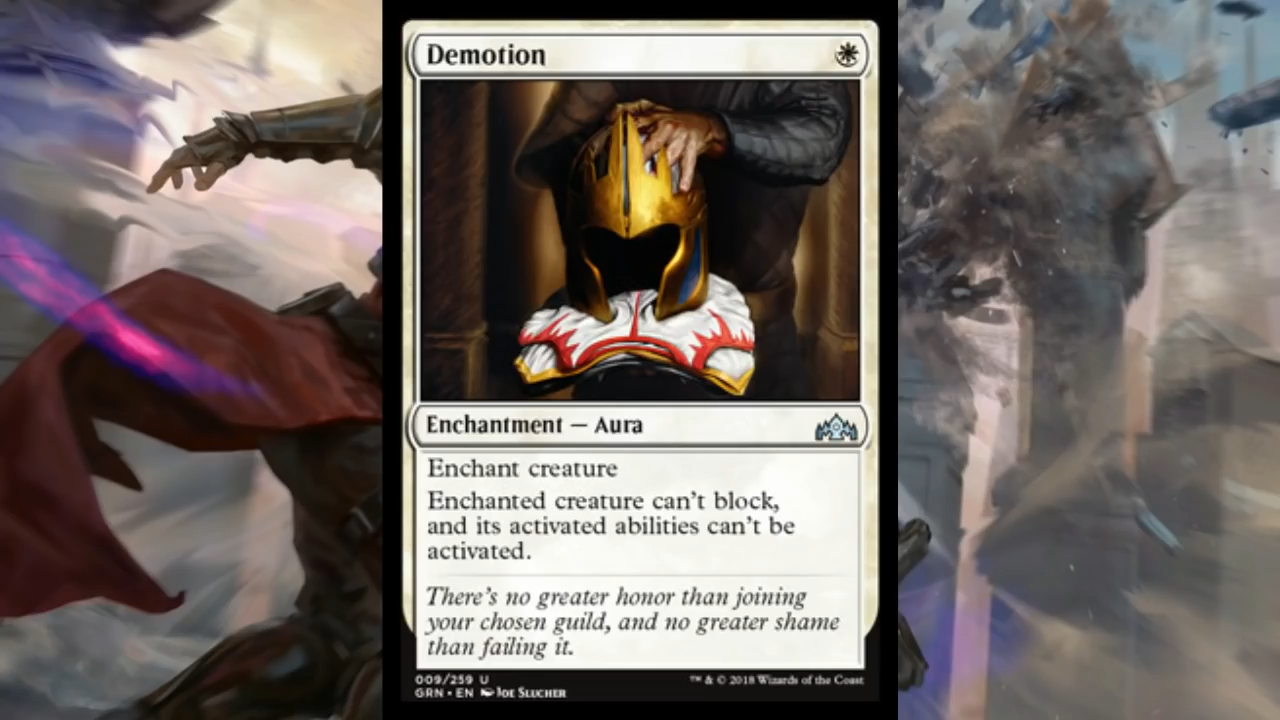 Demotion
Enchantment — Aura
Enchant creature
Enchanted creature can't block,
and its activated abilities can't be
activated.
There's no greater honor than joining
your chosen guild, and no greater shame
than failing it.
009/259 U
™ & © 2018 Wizards of the Coast
GRN • EN Joe Slucher